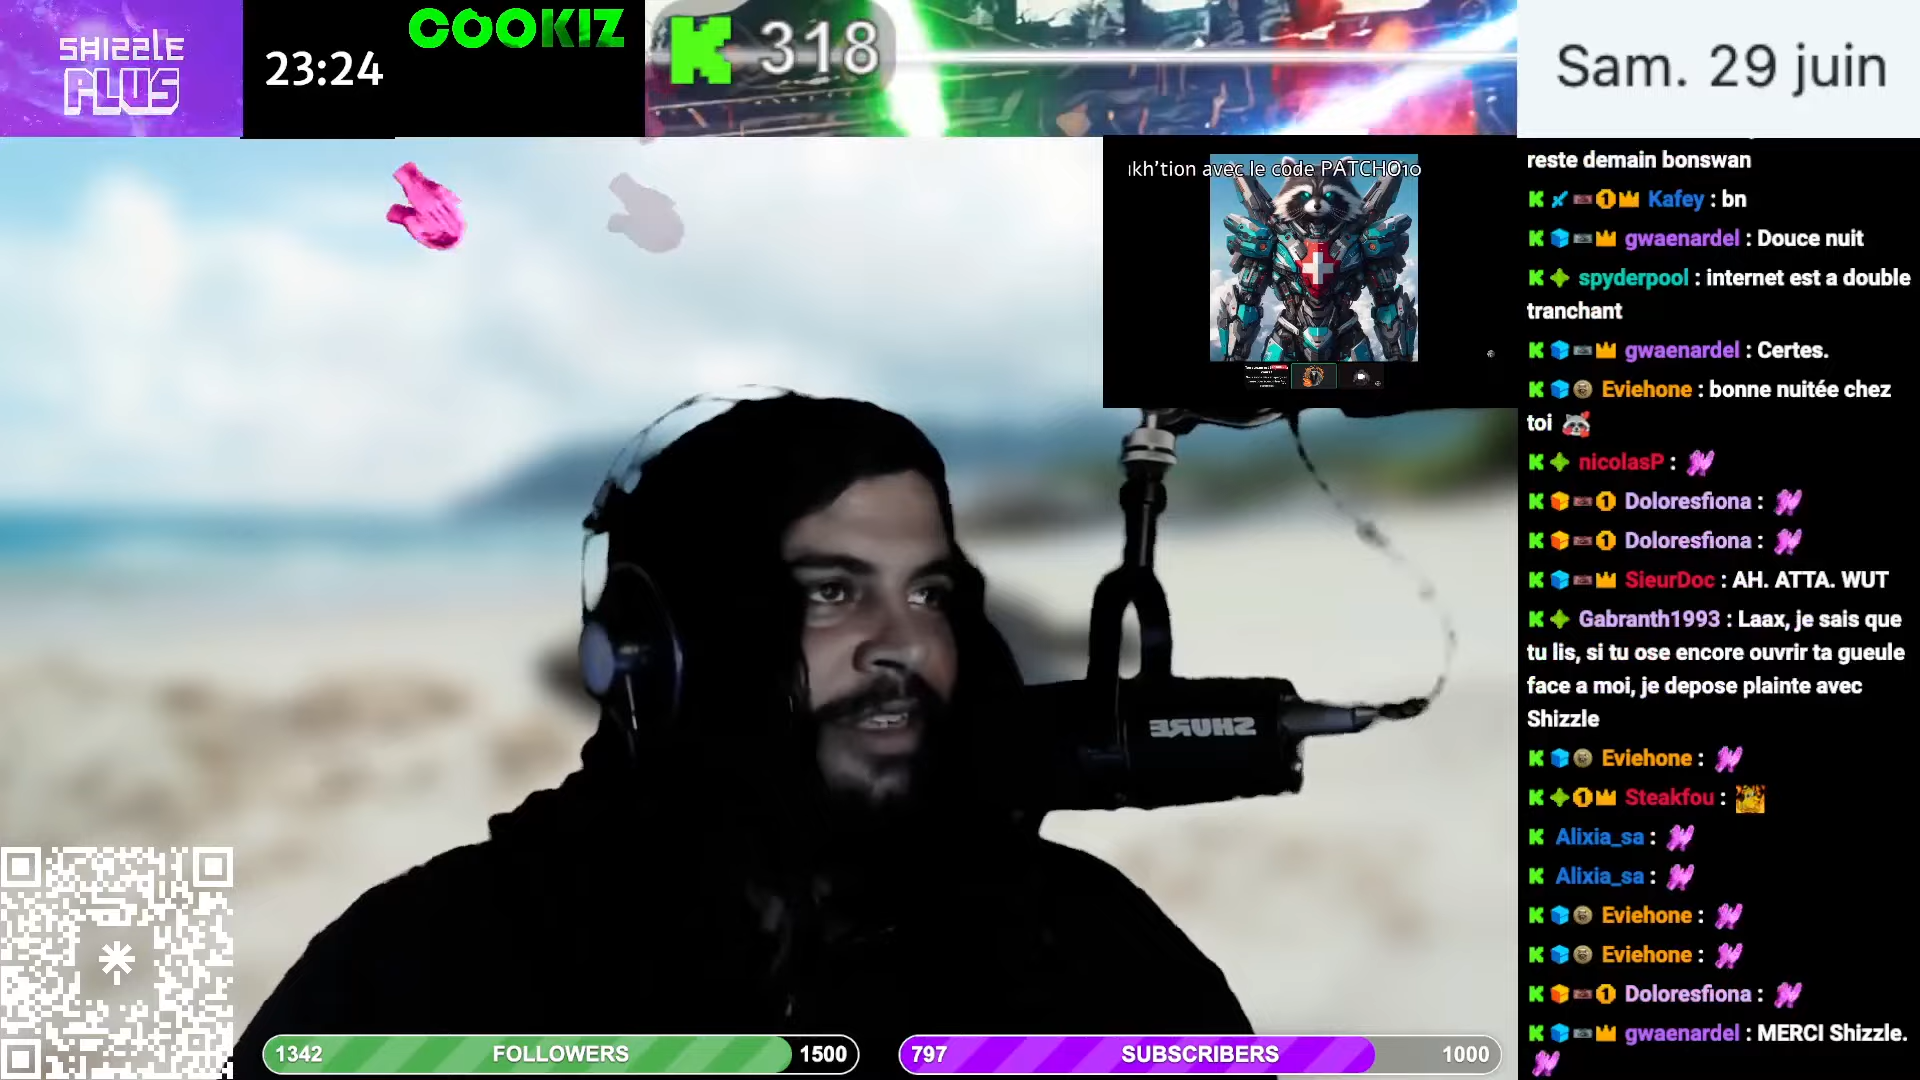 SHIZZLE
PLUS
23:24
COOKIZ
318
Sam. 29 juin
ıkh'tion avec le code PATCHO10
SHURE
reste demain bonswan
Kafey : bn
gwaenardel : Douce nuit
spyderpool : internet est a double
tranchant
gwaenardel : Certes.
Eviehone : bonne nuitée chez
toi
nicolasP :
Doloresfiona :
Doloresfiona :
SieurDoc : AH. ATTA. WUT
Gabranth1993 : Laax, je sais que
tu lis, si tu ose encore ouvrir ta gueule
face a moi, je depose plainte avec
Shizzle
Eviehone :
Steakfou :
Alixia_sa :
Alixia_sa :
Eviehone :
Eviehone :
Doloresfiona :
gwaenardel : MERCI Shizzle.
1342 FOLLOWERS 1500
797 SUBSCRIBERS 1000